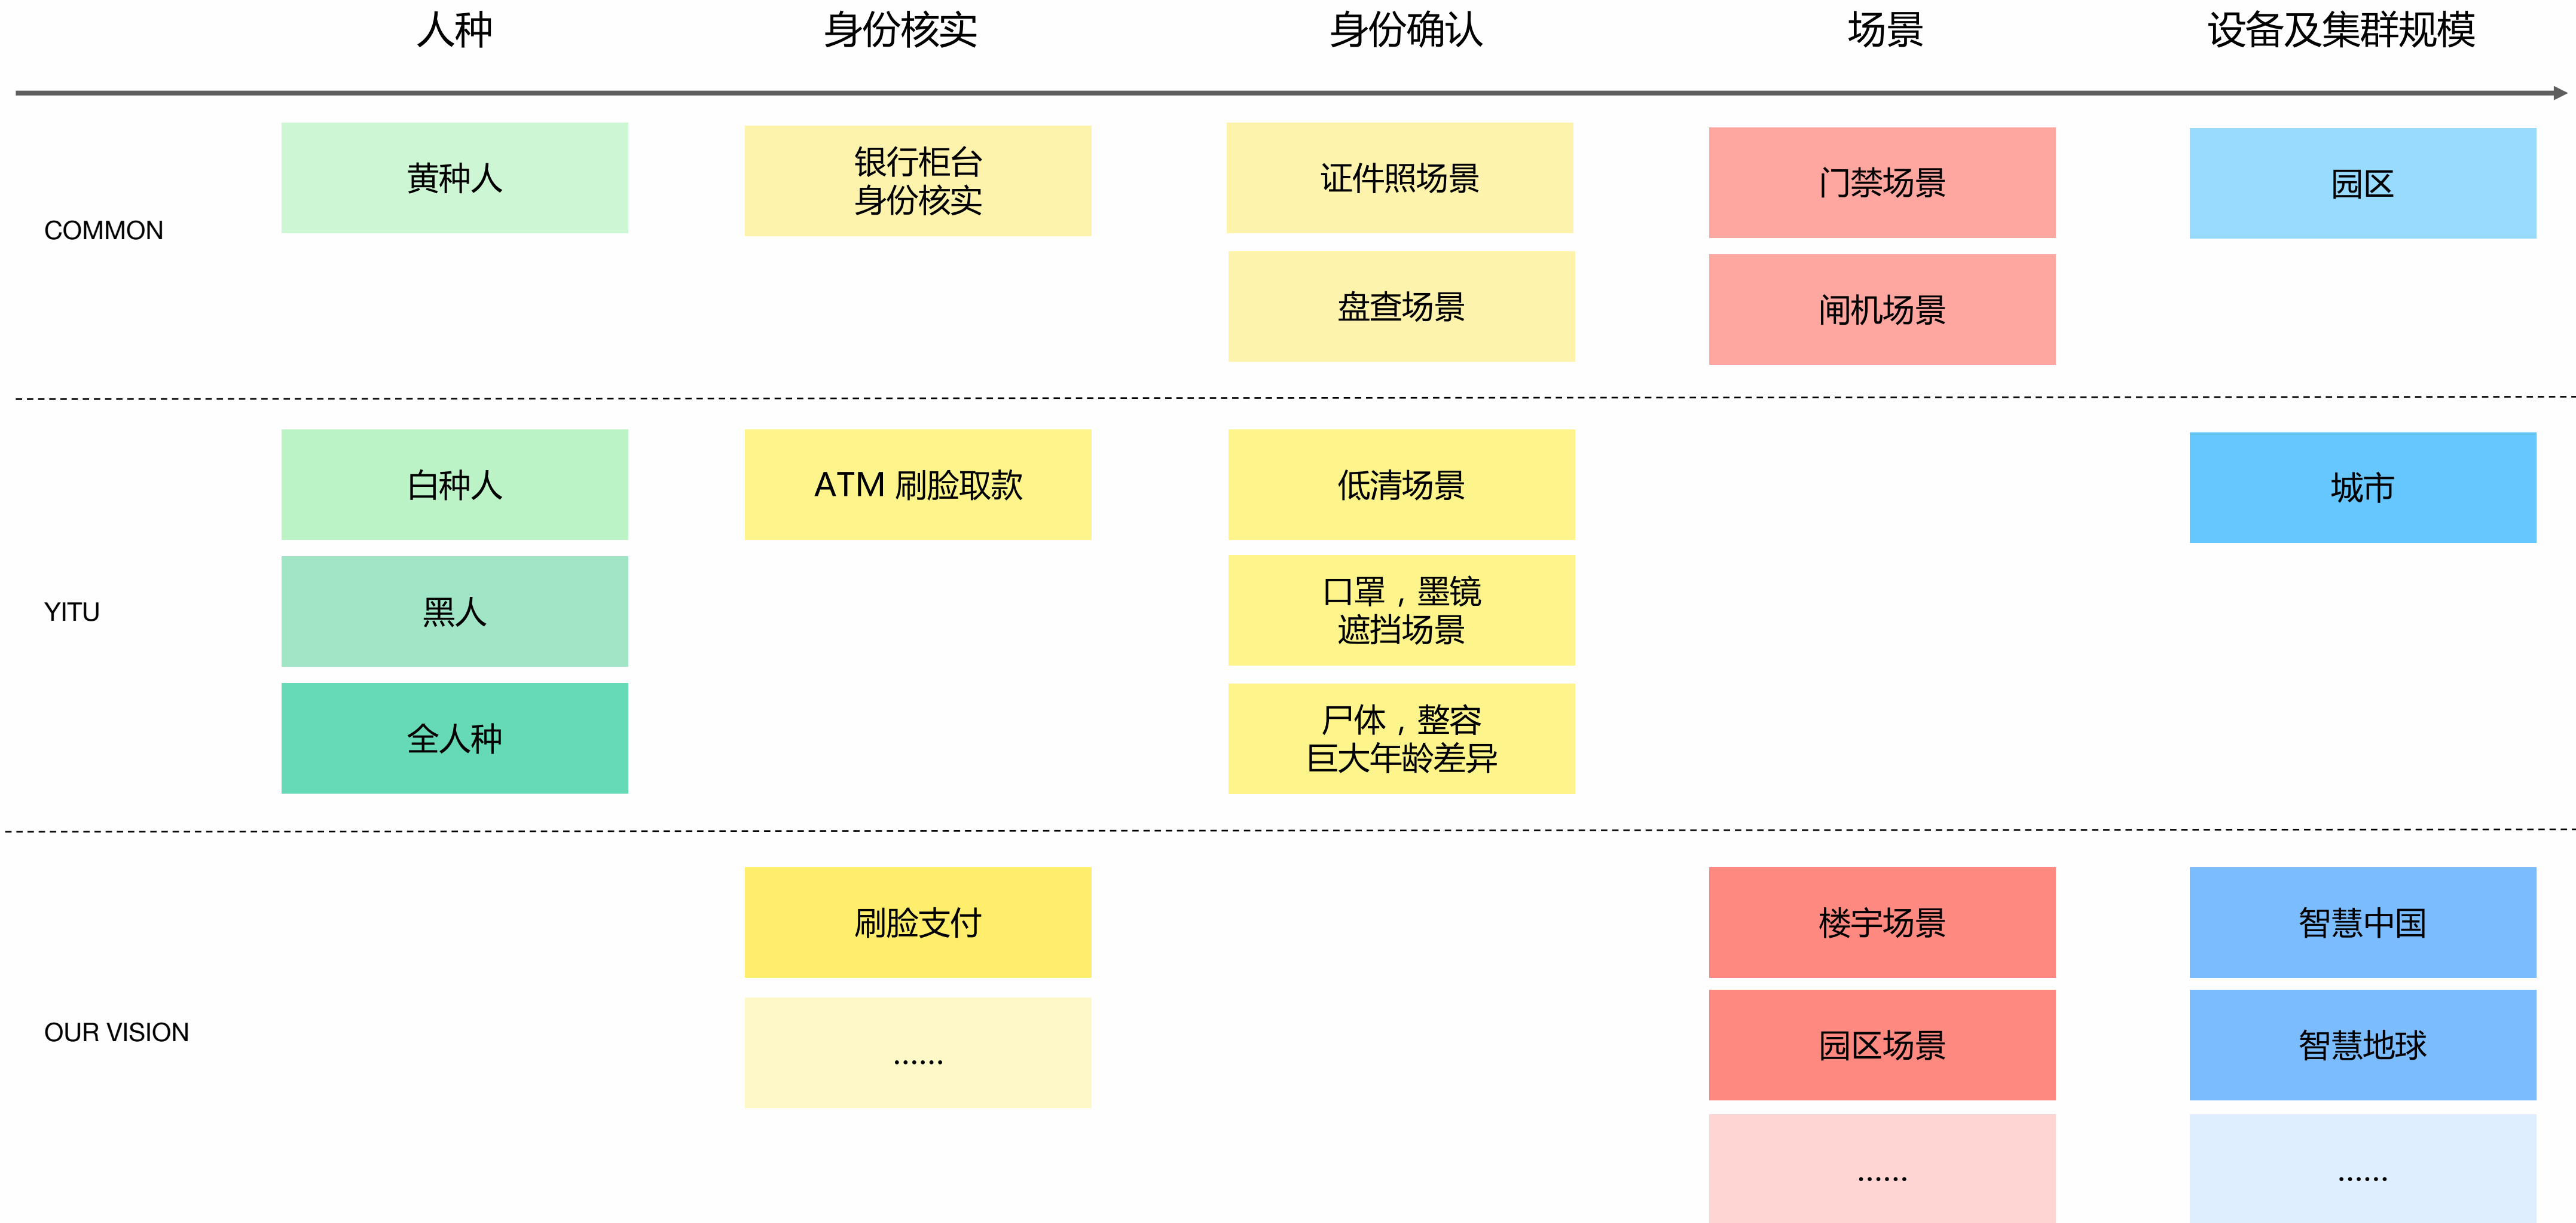 人种
身份核实
身份确认
场景
设备及集群规模
COMMON
黄种人
银行柜台
身份核实
证件照场景
盘查场景
门禁场景
闸机场景
园区
YITU
白种人
黑人
全人种
ATM 刷脸取款
低清场景
口罩，墨镜
遮挡场景
尸体，整容
巨大年龄差异
城市
OUR VISION
刷脸支付
......
楼宇场景
园区场景
......
智慧中国
智慧地球
......